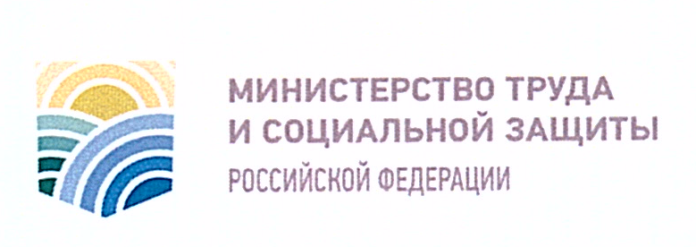 МИНИСТЕРСТВО ТРУДА
И СОЦИАЛЬНОЙ ЗАЩИТЫ
РОССИЙСКОЙ ФЕДЕРАЦИИ